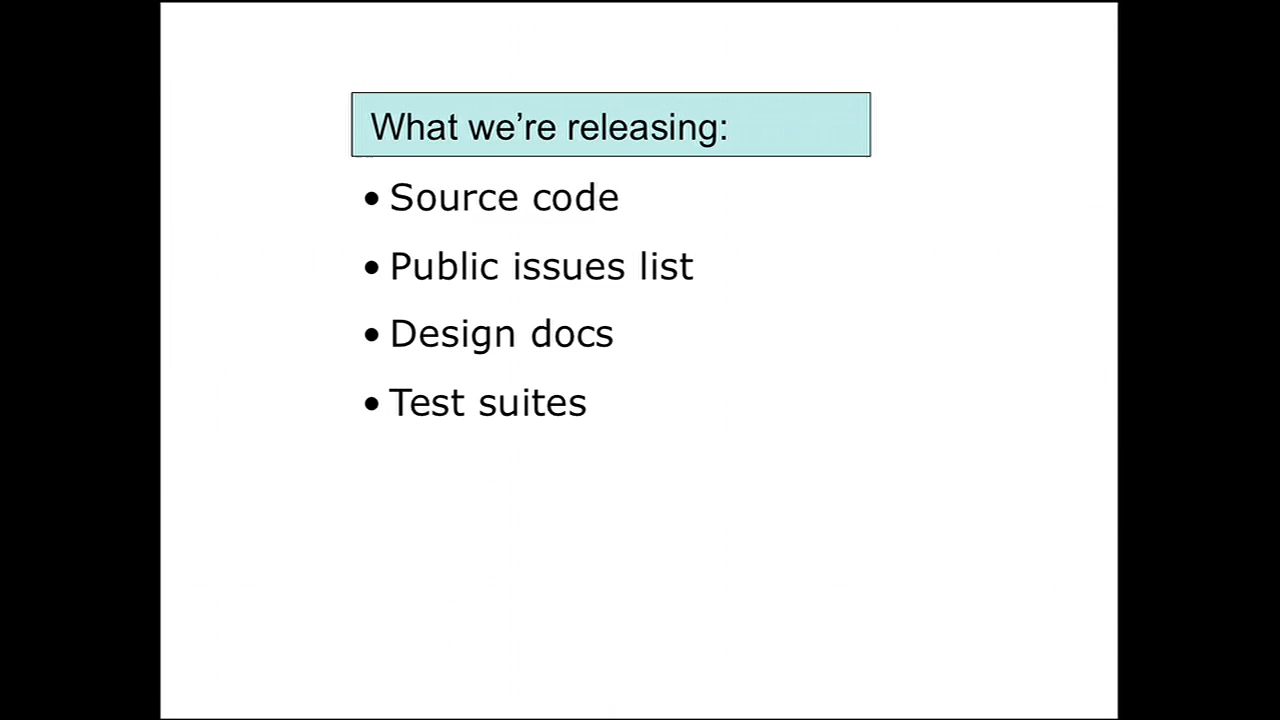 What we’re releasing:
• Source code
• Public issues list
• Design docs
• Test suites